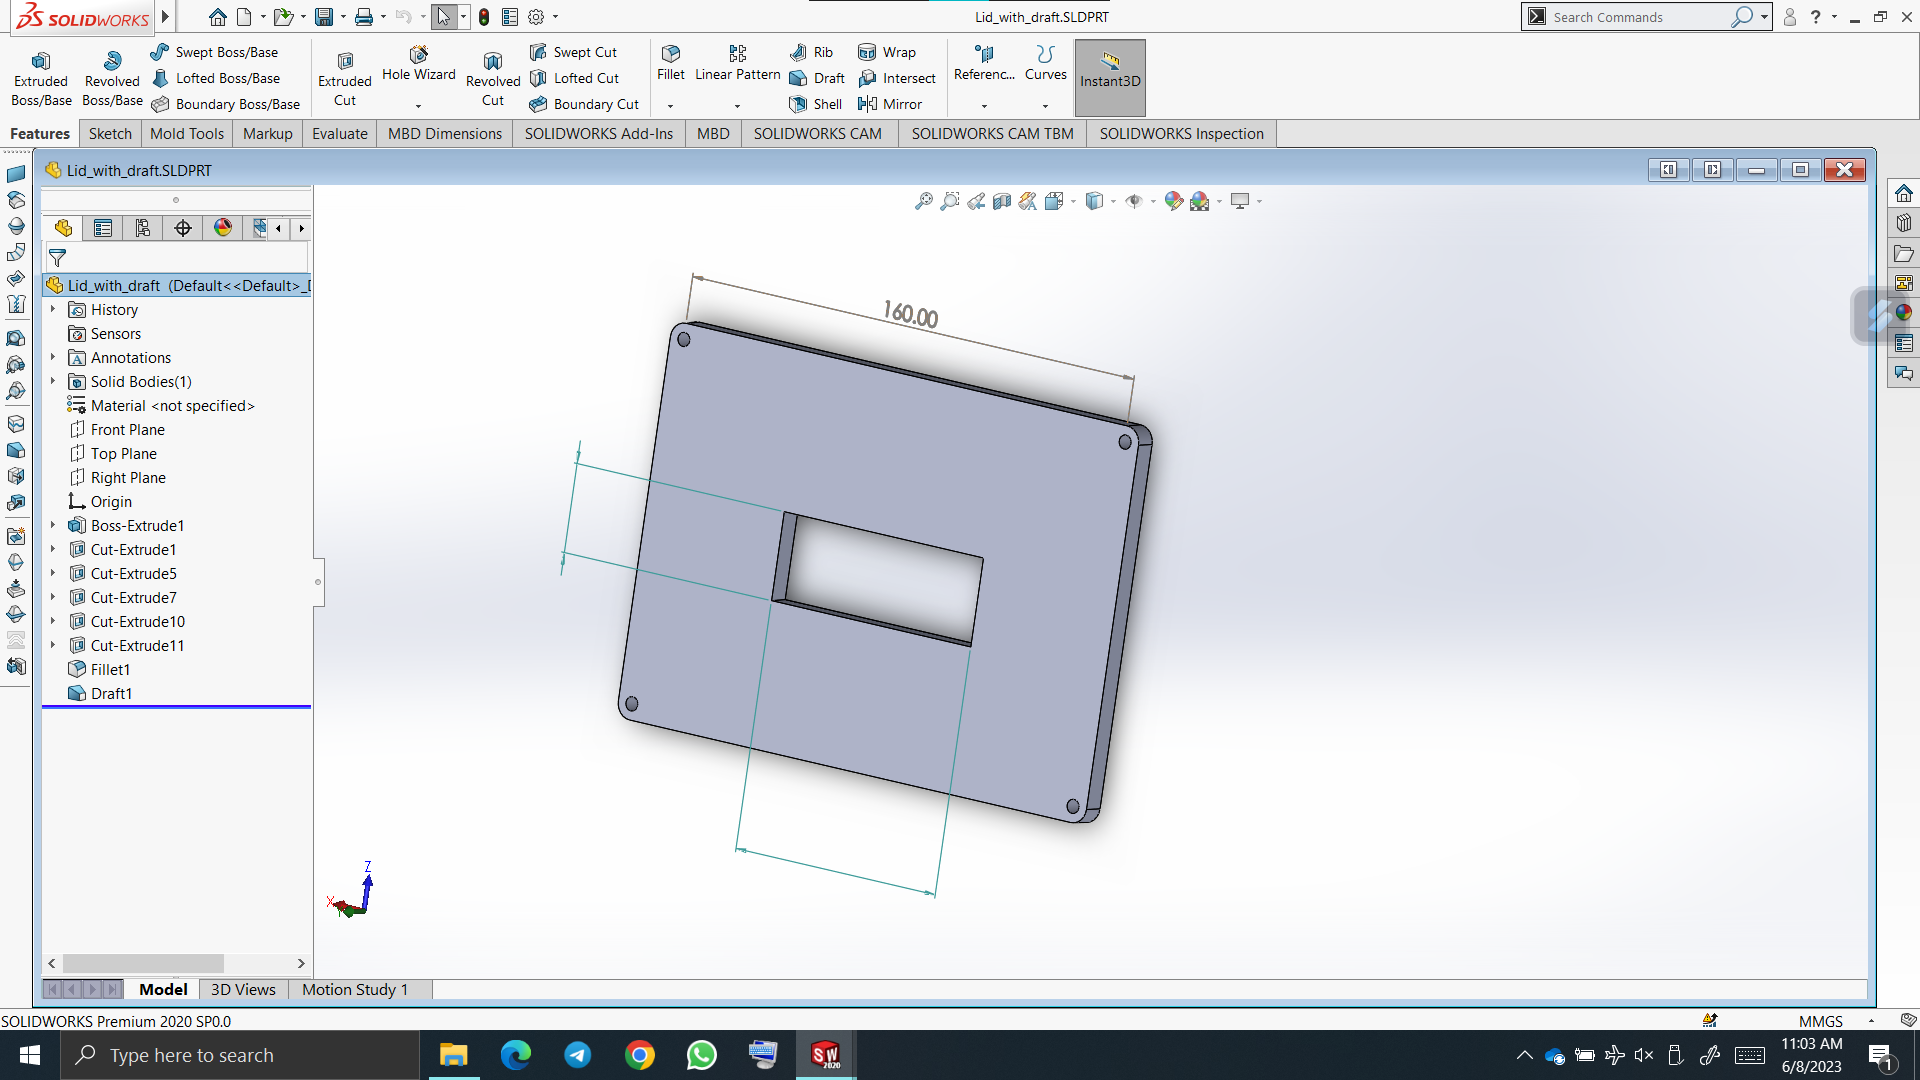 SOLIDWORKS
Lid_with_draft.SLDPRT
Search Commands
?
Extruded Boss/Base
Revolved Boss/Base
Swept Boss/Base
Lofted Boss/Base
Boundary Boss/Base
Extruded Cut
Hole Wizard
Revolved Cut
Swept Cut
Lofted Cut
Boundary Cut
Fillet
Linear Pattern
Rib
Draft
Shell
Wrap
Intersect
Mirror
Referenc...
Curves
Instant3D
Features
Sketch
Mold Tools
Markup
Evaluate
MBD Dimensions
SOLIDWORKS Add-Ins
MBD
SOLIDWORKS CAM
SOLIDWORKS CAM TBM
SOLIDWORKS Inspection
Lid_with_draft.SLDPRT
Lid_with_draft (Default<<Default>_
History
Sensors
Annotations
Solid Bodies(1)
Material <not specified>
Front Plane
Top Plane
Right Plane
Origin
Boss-Extrude1
Cut-Extrude1
Cut-Extrude5
Cut-Extrude7
Cut-Extrude10
Cut-Extrude11
Fillet1
Draft1
160.00
Z
X
Model
3D Views
Motion Study 1
SOLIDWORKS Premium 2020 SP0.0
MMGS
Type here to search
SW
2020
11:03 AM
6/8/2023
1